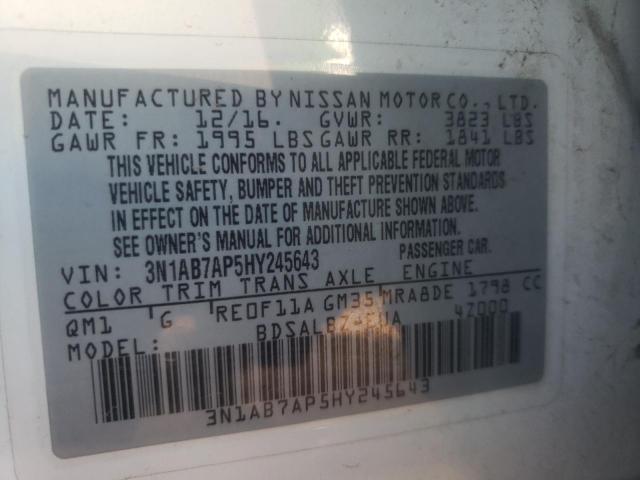 MANUFACTURED BY NISSAN MOTOR CO., LTD.
DATE: 12/16. GVWR: 3823 LBS
GAWR FR: 1995 LBS GAWR RR: 1841 LBS
THIS VEHICLE CONFORMS TO ALL APPLICABLE FEDERAL MOTOR
VEHICLE SAFETY, BUMPER AND THEFT PREVENTION STANDARDS
IN EFFECT ON THE DATE OF MANUFACTURE SHOWN ABOVE.
SEE OWNER'S MANUAL FOR ADDITIONAL INFORMATION.
VIN: 3N1AB7AP5HY245643 PASSENGER CAR.
COLOR TRIM TRANS AXLE ENGINE
QM1 G RE0F11A GM35 MRA8DE 1798 CC
MODEL: BDSALBZ-EUA 4Z000
3N1AB7AP5HY245643